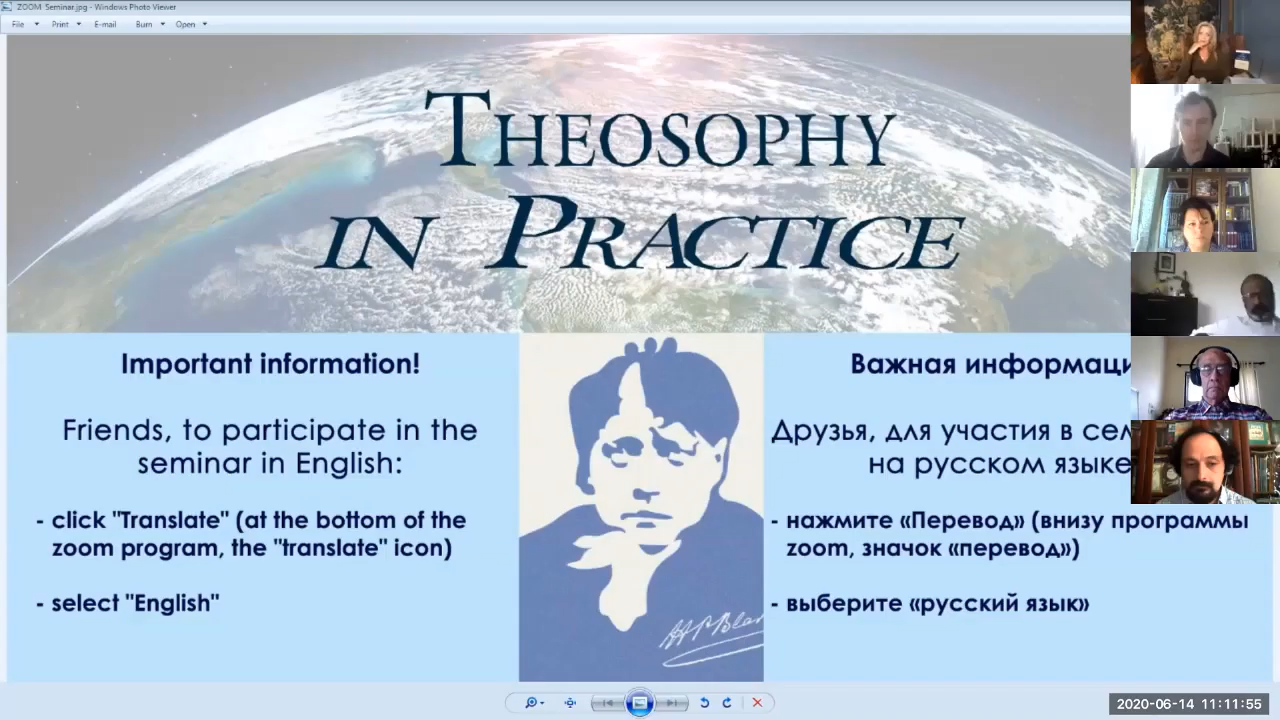 ZOOM Seminar.jpg - Windows Photo Viewer
File Print E-mail Burn Open
THEOSOPHY
IN PRACTICE
Important information!
Friends, to participate in the
seminar in English:
- click "Translate" (at the bottom of the
zoom program, the "translate" icon)
- select "English"
Важная
Друзья, для участия в
на русском языке
- нажмите «Перевод» (внизу программы
zoom, значок «перевод»)
- выберите «русский язык»
2020-06-14 11:11:55